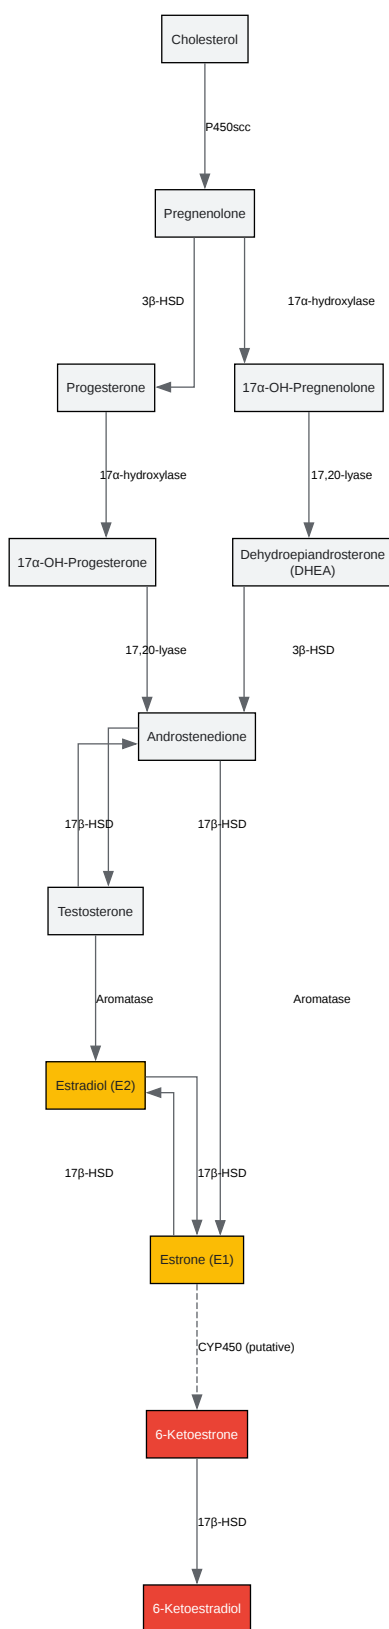 Cholesterol
P450scc
Pregnenolone
3β-HSD
17α-hydroxylase
Progesterone
17α-OH-Pregnenolone
17α-hydroxylase
17,20-lyase
17α-OH-Progesterone
Dehydroepiandrosterone
(DHEA)
17,20-lyase
3β-HSD
Androstenedione
17β-HSD
17β-HSD
Testosterone
Aromatase
Aromatase
Estradiol (E2)
17β-HSD
17β-HSD
Estrone (E1)
CYP450 (putative)
6-Ketoestrone
17β-HSD
6-Ketoestradiol